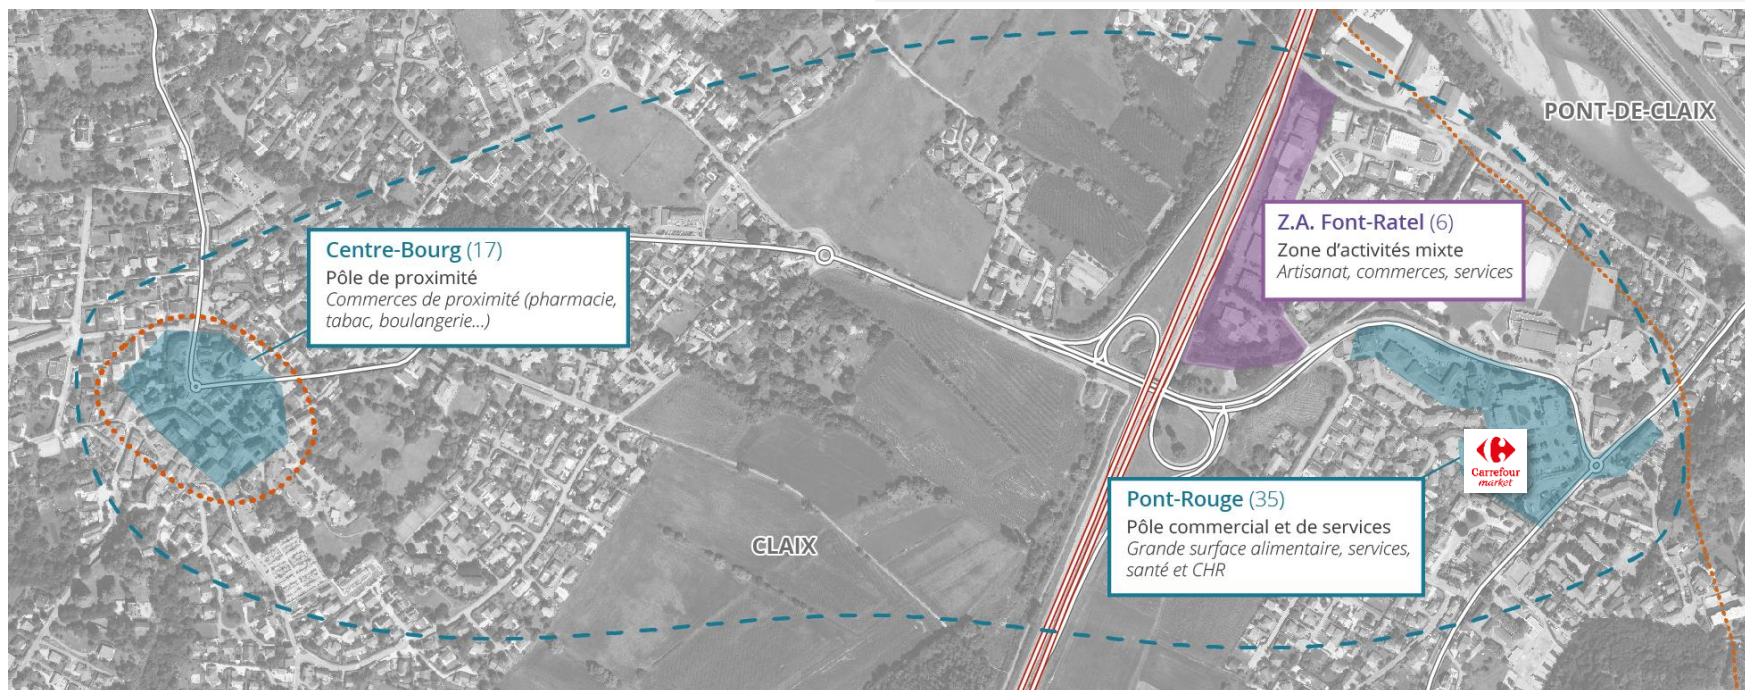 PONT-DE-CLAIX
Z.A. Font-Ratel (6)
Zone d'activités mixte
Artisanat, commerces, services
Centre-Bourg (17)
Pôle de proximité
Commerces de proximité (pharmacie,
tabac, boulangerie...)
Carrefour
market
Pont-Rouge (35)
Pôle commercial et de services
Grande surface alimentaire, services,
santé et CHR
CLAIX